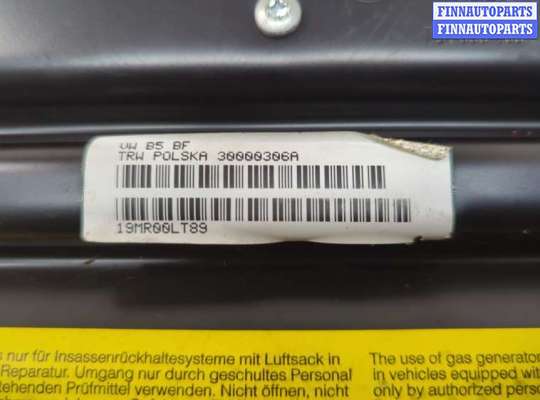 FINNAUTOPARTS
FINNAUTOPARTS
FINNAUTOPARTS
VW B5 BF
TRW POLSKA 30000306A
19MR00LT89
nur für Insassenrückhaltesysteme mit Luftsack in
Reparatur. Umgang nur durch geschultes Personal
tehenden Prüfmittel verwenden. Nicht öffnen, nicht
The use of gas generator
in vehicles equipped with
only by authorized person